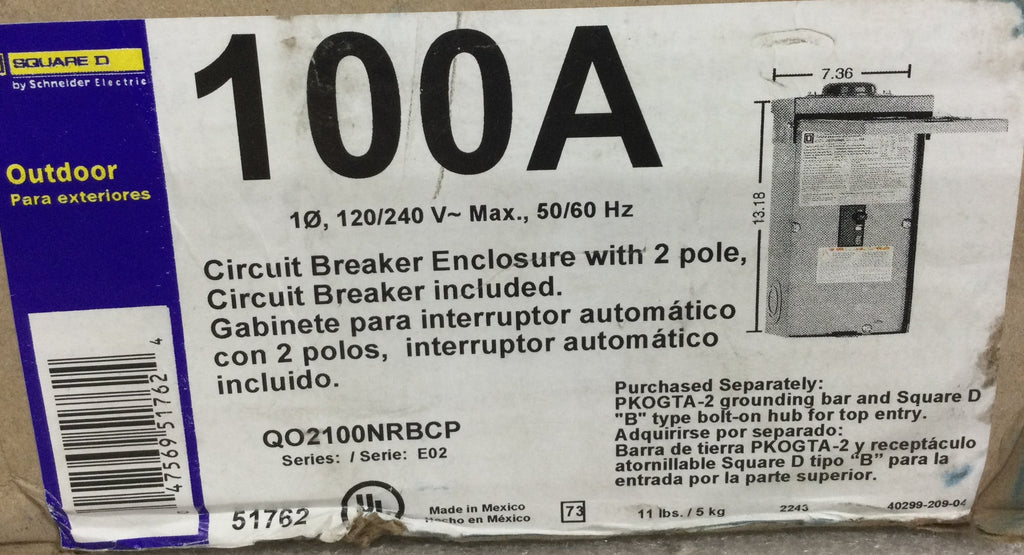 SQUARE D
by Schneider Electric
Outdoor
Para exteriores
100A
1Ø, 120/240 V~ Max., 50/60 Hz
Circuit Breaker Enclosure with 2 pole,
Circuit Breaker included.
Gabinete para interruptor automático
con 2 polos, interruptor automático
incluido.
7.36
13.18
QO2100NRBCP
Series: / Serie: E02
Purchased Separately:
PKOGTA-2 grounding bar and Square D
"B" type bolt-on hub for top entry.
Adquirirse por separado:
Barra de tierra PKOGTA-2 y receptáculo
atornillable Square D tipo "B" para la
entrada por la parte superior.
47569 51762 4
51762
UL
Made in Mexico
en México
73
11 lbs. / 5 kg
2243
40299-209-04